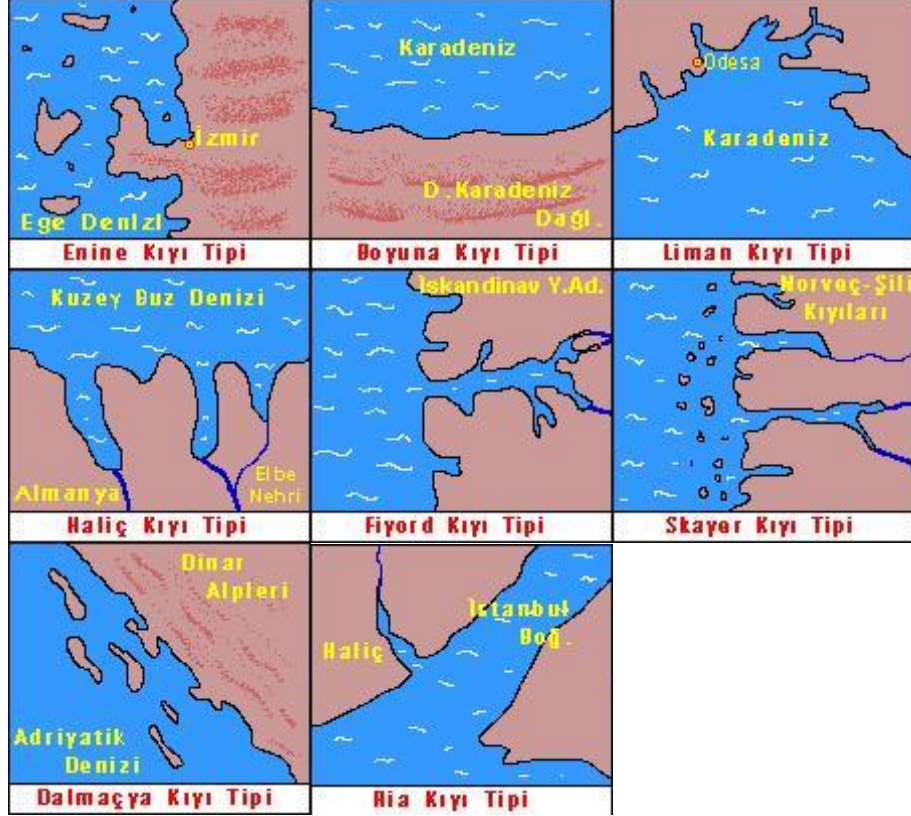 İzmir
Ege Denizi
Enine Kıyı Tipi
Karadeniz
D.Karadeniz
Dağl.
Boyuna Kıyı Tipi
Odesa
Karadeniz
Liman Kıyı Tipi
Kuzey Buz Denizi
Almanya
Elbe
Nehri
Haliç Kıyı Tipi
İskandinav Y.Ad.
Fiyord Kıyı Tipi
Norveç-Şili
Kıyıları
Skayer Kıyı Tipi
Dinar
Alpleri
Adriyatik
Denizi
Dalmaçya Kıyı Tipi
İstanbul
Boğ.
Haliç
Ria Kıyı Tipi